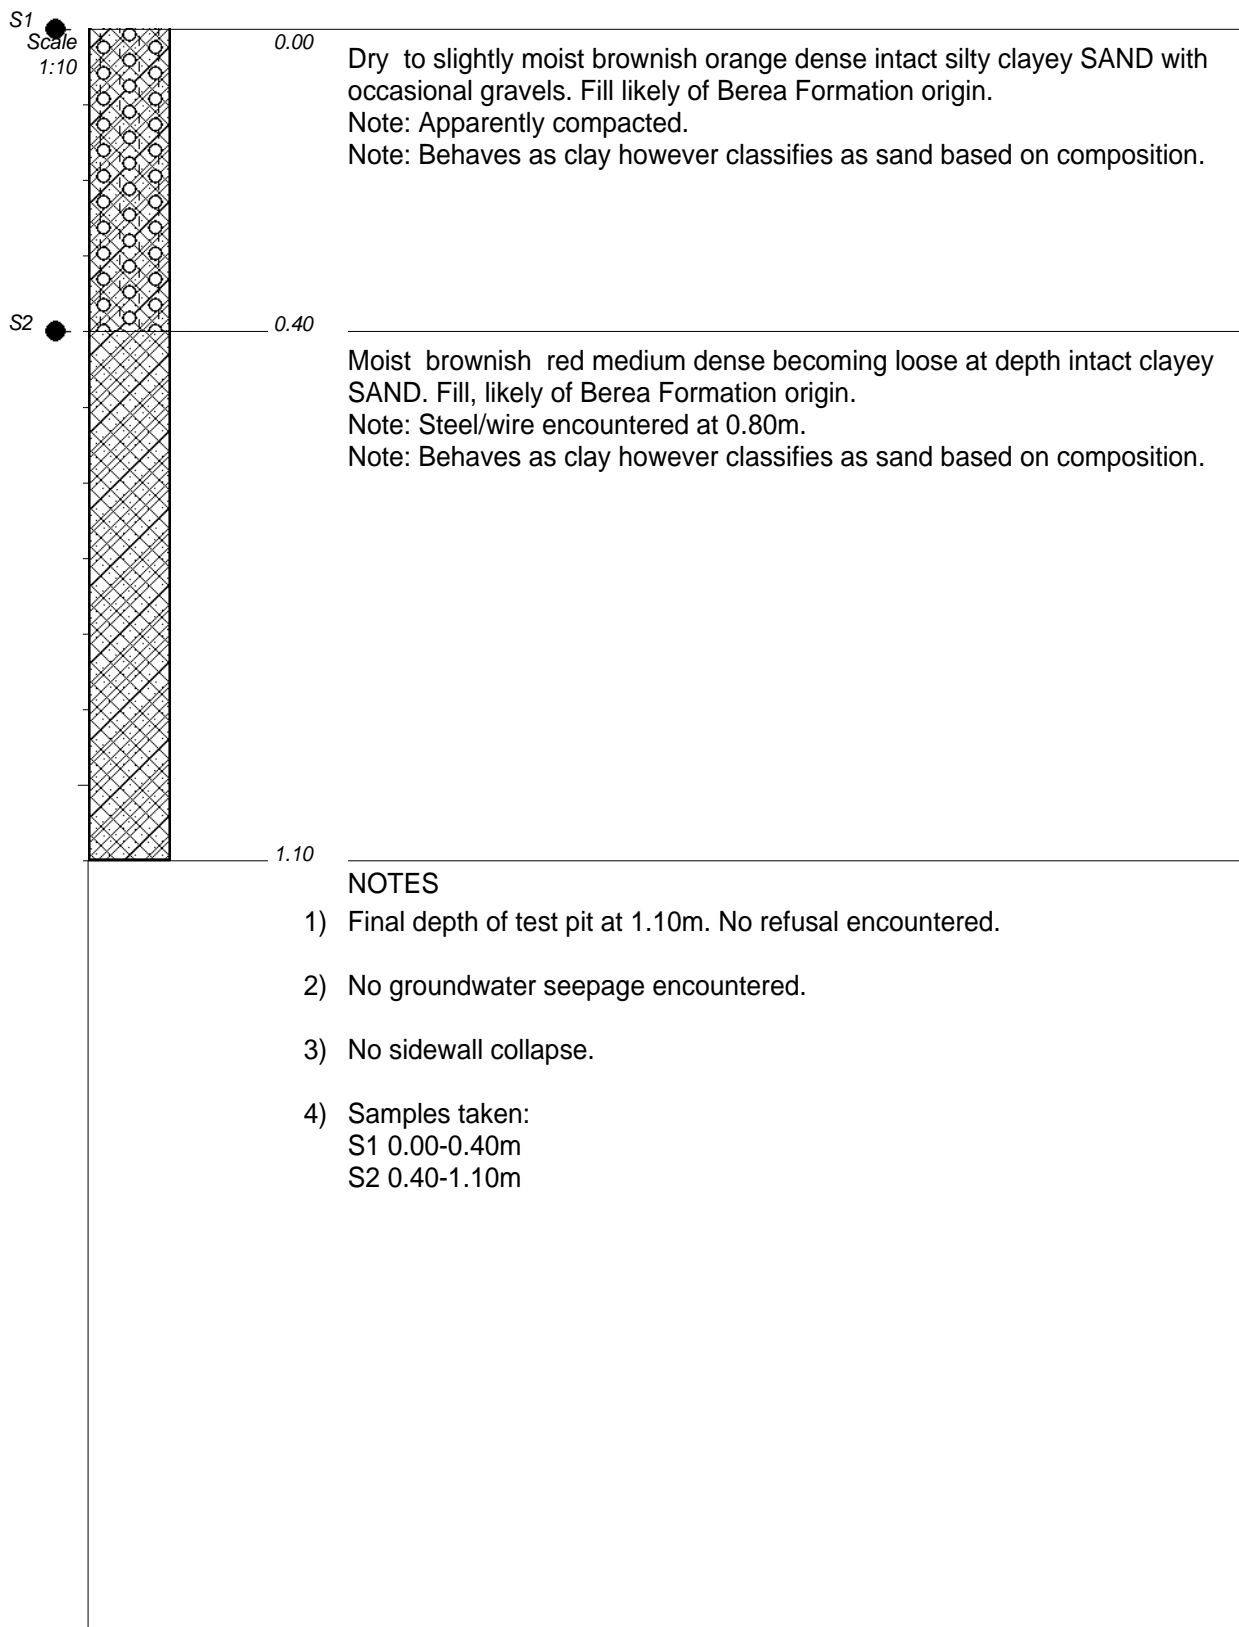 S1
Scale
1:10
0.00
Dry to slightly moist brownish orange dense intact silty clayey SAND with
occasional gravels. Fill likely of Berea Formation origin.
Note: Apparently compacted.
Note: Behaves as clay however classifies as sand based on composition.
S2
0.40
Moist brownish red medium dense becoming loose at depth intact clayey
SAND. Fill, likely of Berea Formation origin.
Note: Steel/wire encountered at 0.80m.
Note: Behaves as clay however classifies as sand based on composition.
1.10
NOTES
1) Final depth of test pit at 1.10m. No refusal encountered.
2) No groundwater seepage encountered.
3) No sidewall collapse.
4) Samples taken:
S1 0.00-0.40m
S2 0.40-1.10m